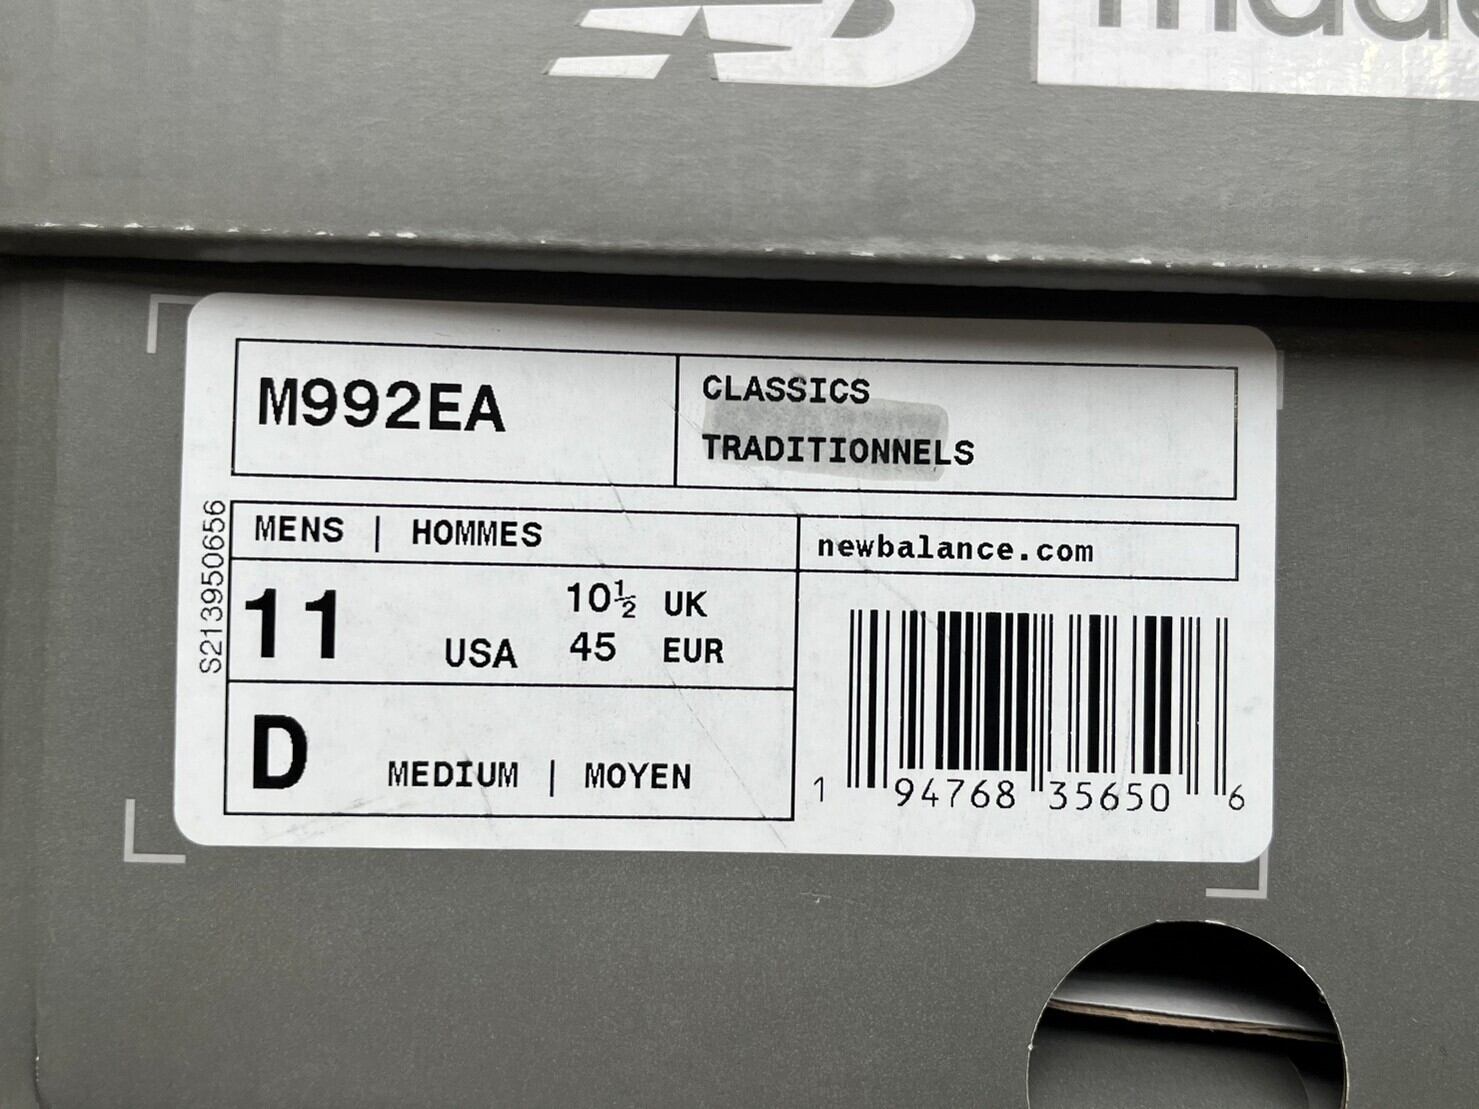 M992EA
CLASSICS
TRADITIONNELS
MENS | HOMMES
newbalance.com
11 USA
10½ UK
45 EUR
D MEDIUM | MOYEN
S213950656
1 94768 35650 6